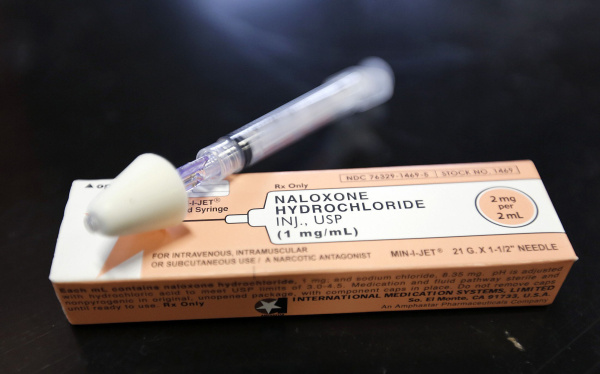 Rx Only
NDC 76329-1469-5 STOCK NO. 1469
-I-JET®
d Syringe
NALOXONE
HYDROCHLORIDE
INJ., USP
(1 mg/mL)
2 mg
per
2 mL
FOR INTRAVENOUS, INTRAMUSCULAR
OR SUBCUTANEOUS USE / A NARCOTIC ANTAGONIST
MIN-I-JET® 21 G. X 1-1/2" NEEDLE
Each mL contains naloxone hydrochloride, 1 mg, and sodium chloride, 8.35 mg. pH is adjusted
with hydrochloric acid to meet USP limits of 3.0-4.5. Medication and fluid pathway sterile and
nonpyrogenic in original, unopened package, with component caps in place. Do not remove caps
until ready to use. Rx Only
INTERNATIONAL MEDICATION SYSTEMS, LIMITED
So. El Monte, CA 91733, U.S.A.
An Amphastar Pharmaceuticals Company